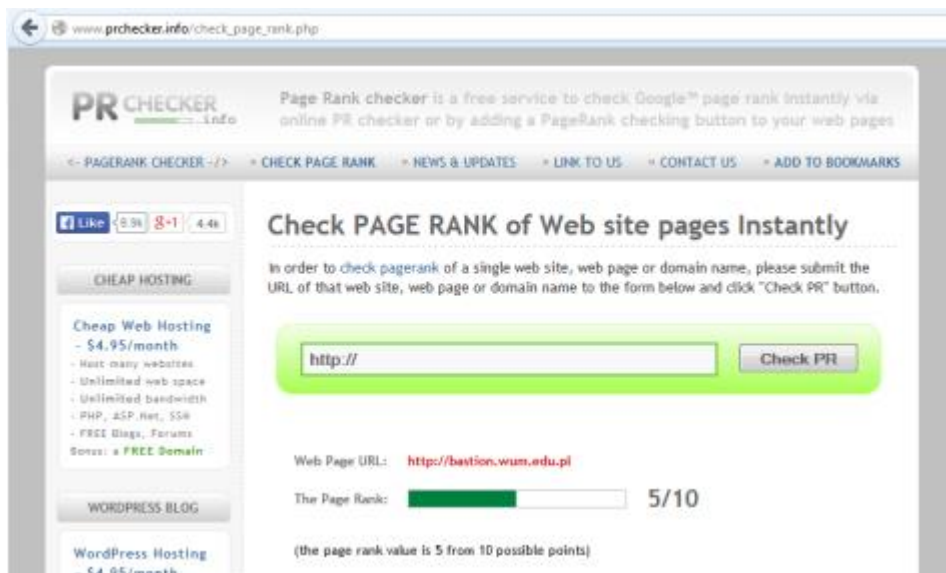 www.prchecker.info/check_page_rank.php
PR CHECKER
.info
Page Rank checker is a free service to check Google™ page rank instantly via
online PR checker or by adding a PageRank checking button to your web pages
<- PAGERANK CHECKER -/>
CHECK PAGE RANK
NEWS & UPDATES
LINK TO US
CONTACT US
ADD TO BOOKMARKS
Like
g+1
4.4k
Check PAGE RANK of Web site pages Instantly
In order to check pagerank of a single web site, web page or domain name, please submit the
URL of that web site, web page or domain name to the form below and click "Check PR" button.
http://
Check PR
Web Page URL: http://bastion.wum.edu.pl
The Page Rank: 5/10
(the page rank value is 5 from 10 possible points)
CHEAP HOSTING
Cheap Web Hosting
- $4.95/month
- Host many websites
- Unlimited web space
- Unlimited bandwidth
- PHP, ASP.Net, SSH
- FREE Blogs, Forums
Bonus: a FREE Domain
WORDPRESS BLOG
WordPress Hosting
- $4.95/month